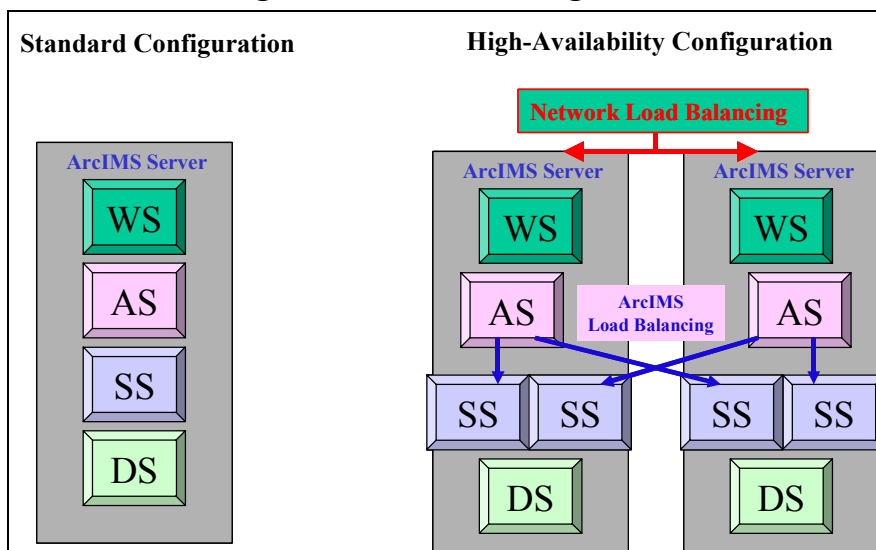 Standard Configuration
High-Availability Configuration
Network Load Balancing
ArcIMS Server
WS
AS
SS
DS
ArcIMS Server
ArcIMS Server
WS
WS
AS
ArcIMS
Load Balancing
AS
SS
SS
SS
SS
DS
DS